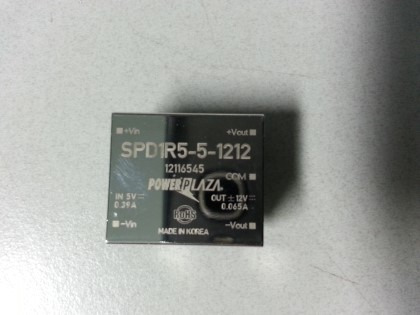 +Vin +Vout
SPD1R5-5-1212
12116545
POWERPLAZA COM
IN 5V⎓ OUT ±12V⎓
0.39A 0.065A
RoHS
-Vin -Vout
MADE IN KOREA